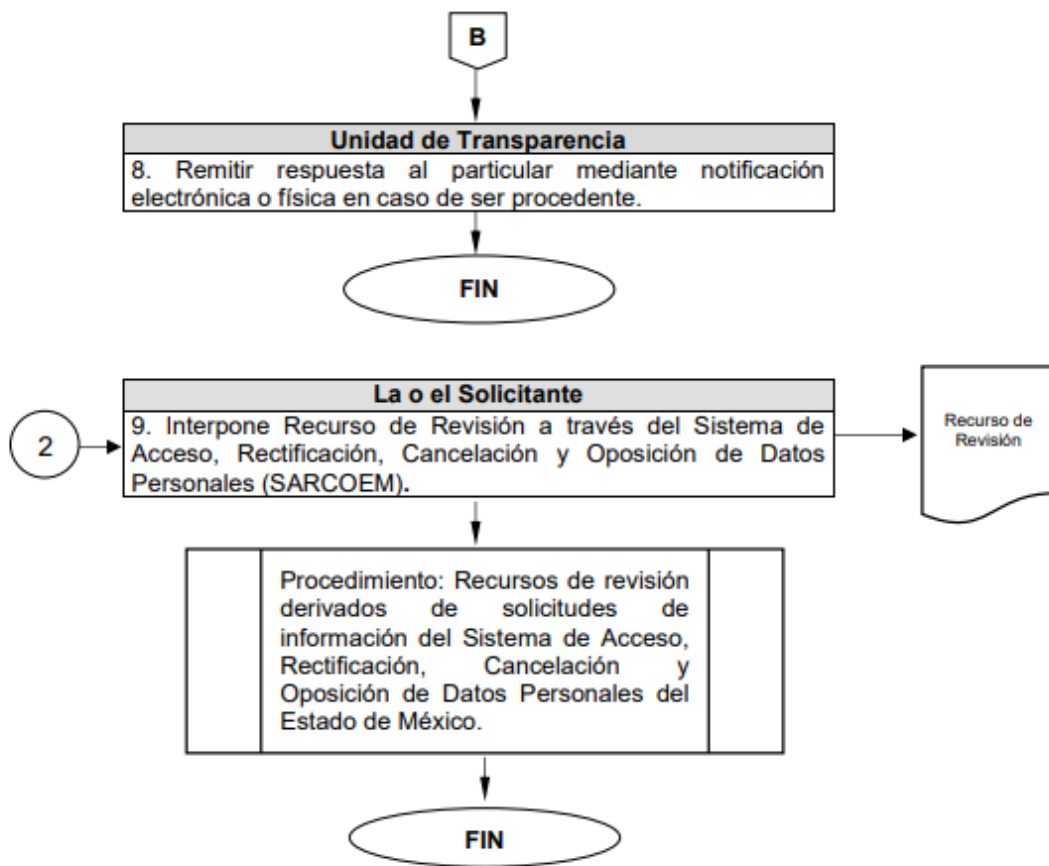 B
Unidad de Transparencia
8. Remitir respuesta al particular mediante notificación
electrónica o física en caso de ser procedente.
FIN
La o el Solicitante
2
9. Interpone Recurso de Revisión a través del Sistema de
Acceso, Rectificación, Cancelación y Oposición de Datos
Personales (SARCOEM).
Recurso de
Revisión
Procedimiento: Recursos de revisión
derivados de solicitudes de
información del Sistema de Acceso,
Rectificación, Cancelación y
Oposición de Datos Personales del
Estado de México.
FIN